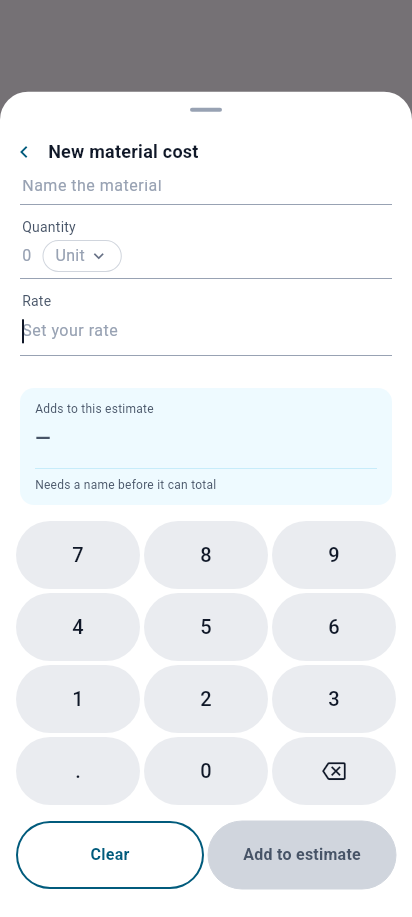 New material cost
Name the material
Quantity
0 Unit
Rate
Set your rate
Adds to this estimate
—
Needs a name before it can total
7 8 9
4 5 6
1 2 3
. 0
Clear Add to estimate